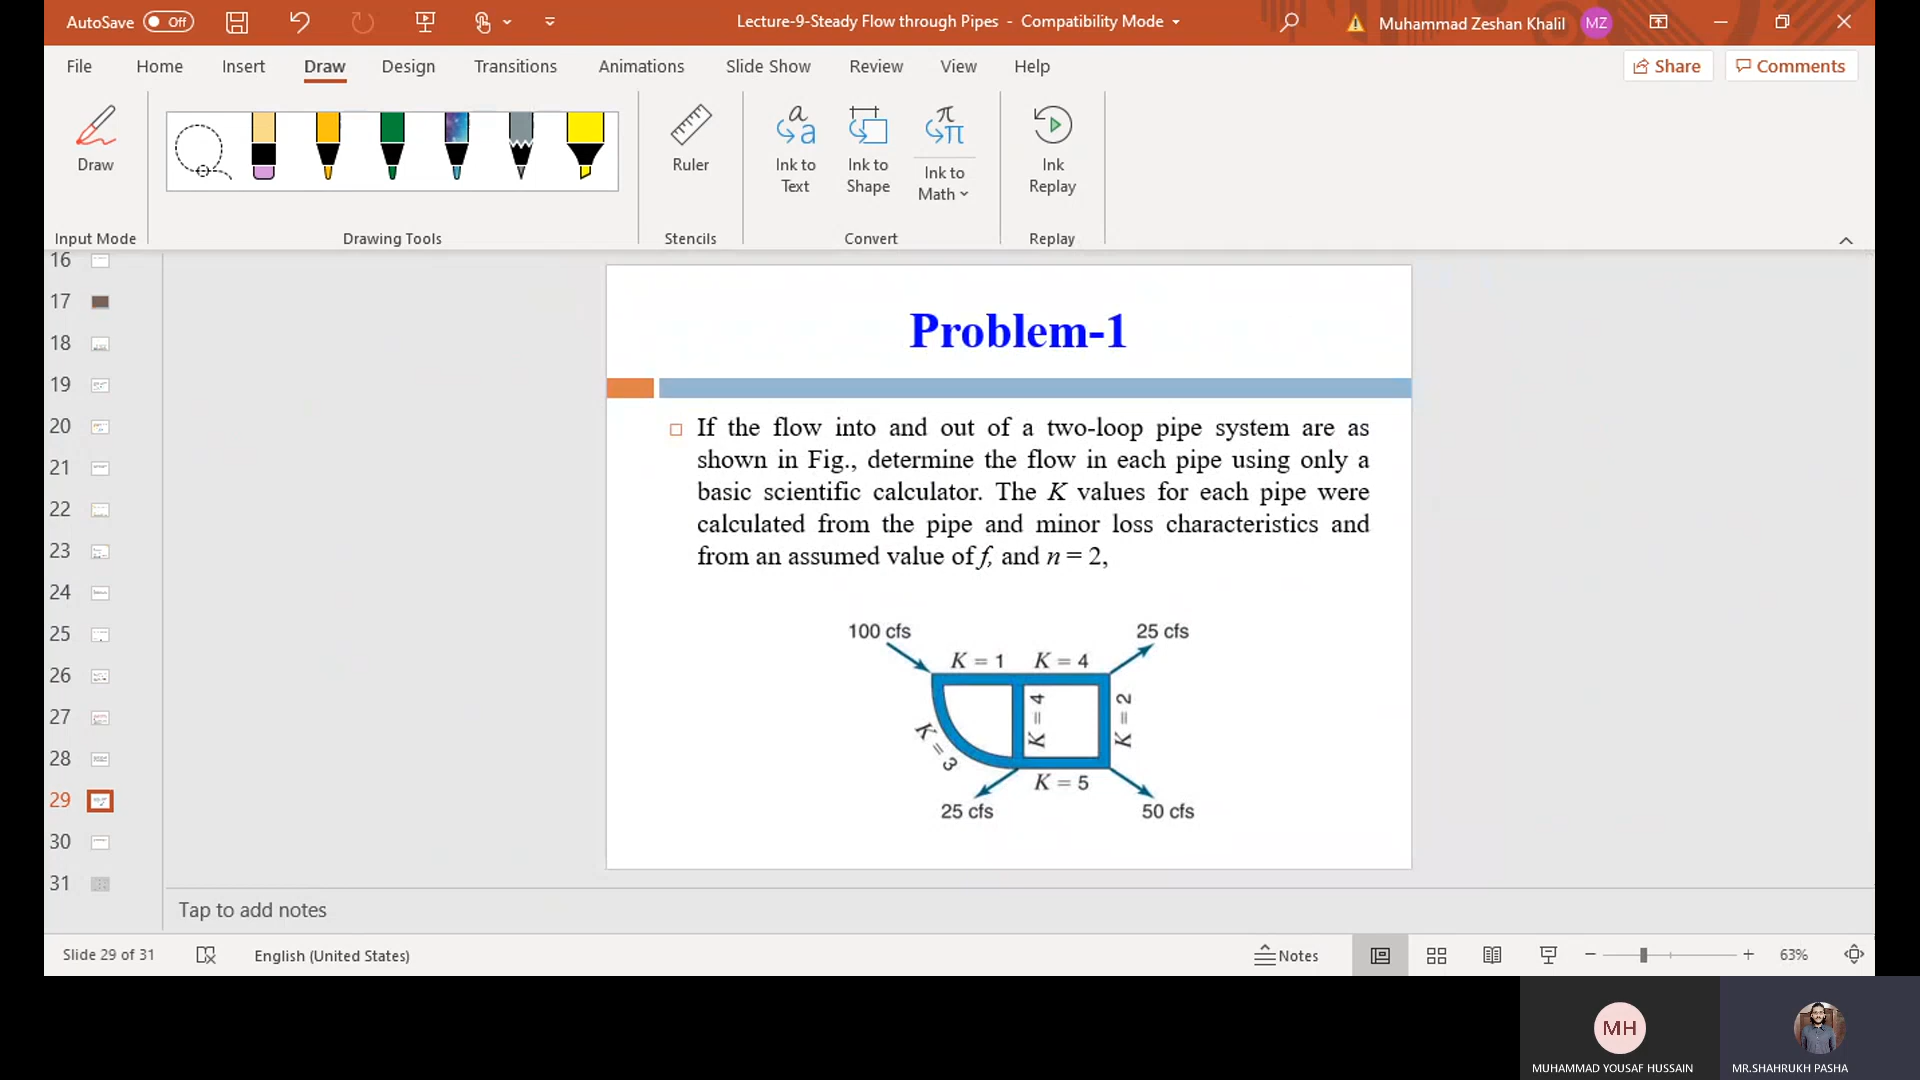 AutoSave Off
Lecture-9-Steady Flow through Pipes - Compatibility Mode
Muhammad Zeshan Khalil MZ
File Home Insert Draw Design Transitions Animations Slide Show Review View Help
Share Comments
Draw
Ruler
Ink to Text
Ink to Shape
Ink to Math
Ink Replay
Input Mode
Drawing Tools
Stencils
Convert
Replay
16
17
18
19
20
21
22
23
24
25
26
27
28
29
30
31
Problem-1
If the flow into and out of a two-loop pipe system are as
shown in Fig., determine the flow in each pipe using only a
basic scientific calculator. The K values for each pipe were
calculated from the pipe and minor loss characteristics and
from an assumed value of f, and n = 2,
100 cfs
25 cfs
K = 1
K = 4
K = 3
K = 4
K = 2
K = 5
25 cfs
50 cfs
Tap to add notes
Slide 29 of 31
English (United States)
Notes
63%
MH
MUHAMMAD YOUSAF HUSSAIN
MR.SHAHRUKH PASHA